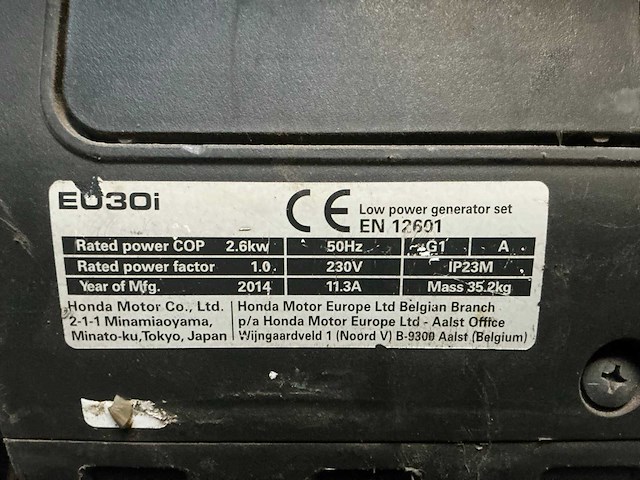 EU30i
CE Low power generator set
EN 12601
Rated power COP 2.6kw 50Hz G1 A
Rated power factor 1.0 230V IP23M
Year of Mfg. 2014 11.3A Mass 35.2kg
Honda Motor Co., Ltd. Honda Motor Europe Ltd Belgian Branch
2-1-1 Minamiaoyama, p/a Honda Motor Europe Ltd - Aalst Office
Minato-ku,Tokyo, Japan Wijngaardveld 1 (Noord V) B-9300 Aalst (Belgium)